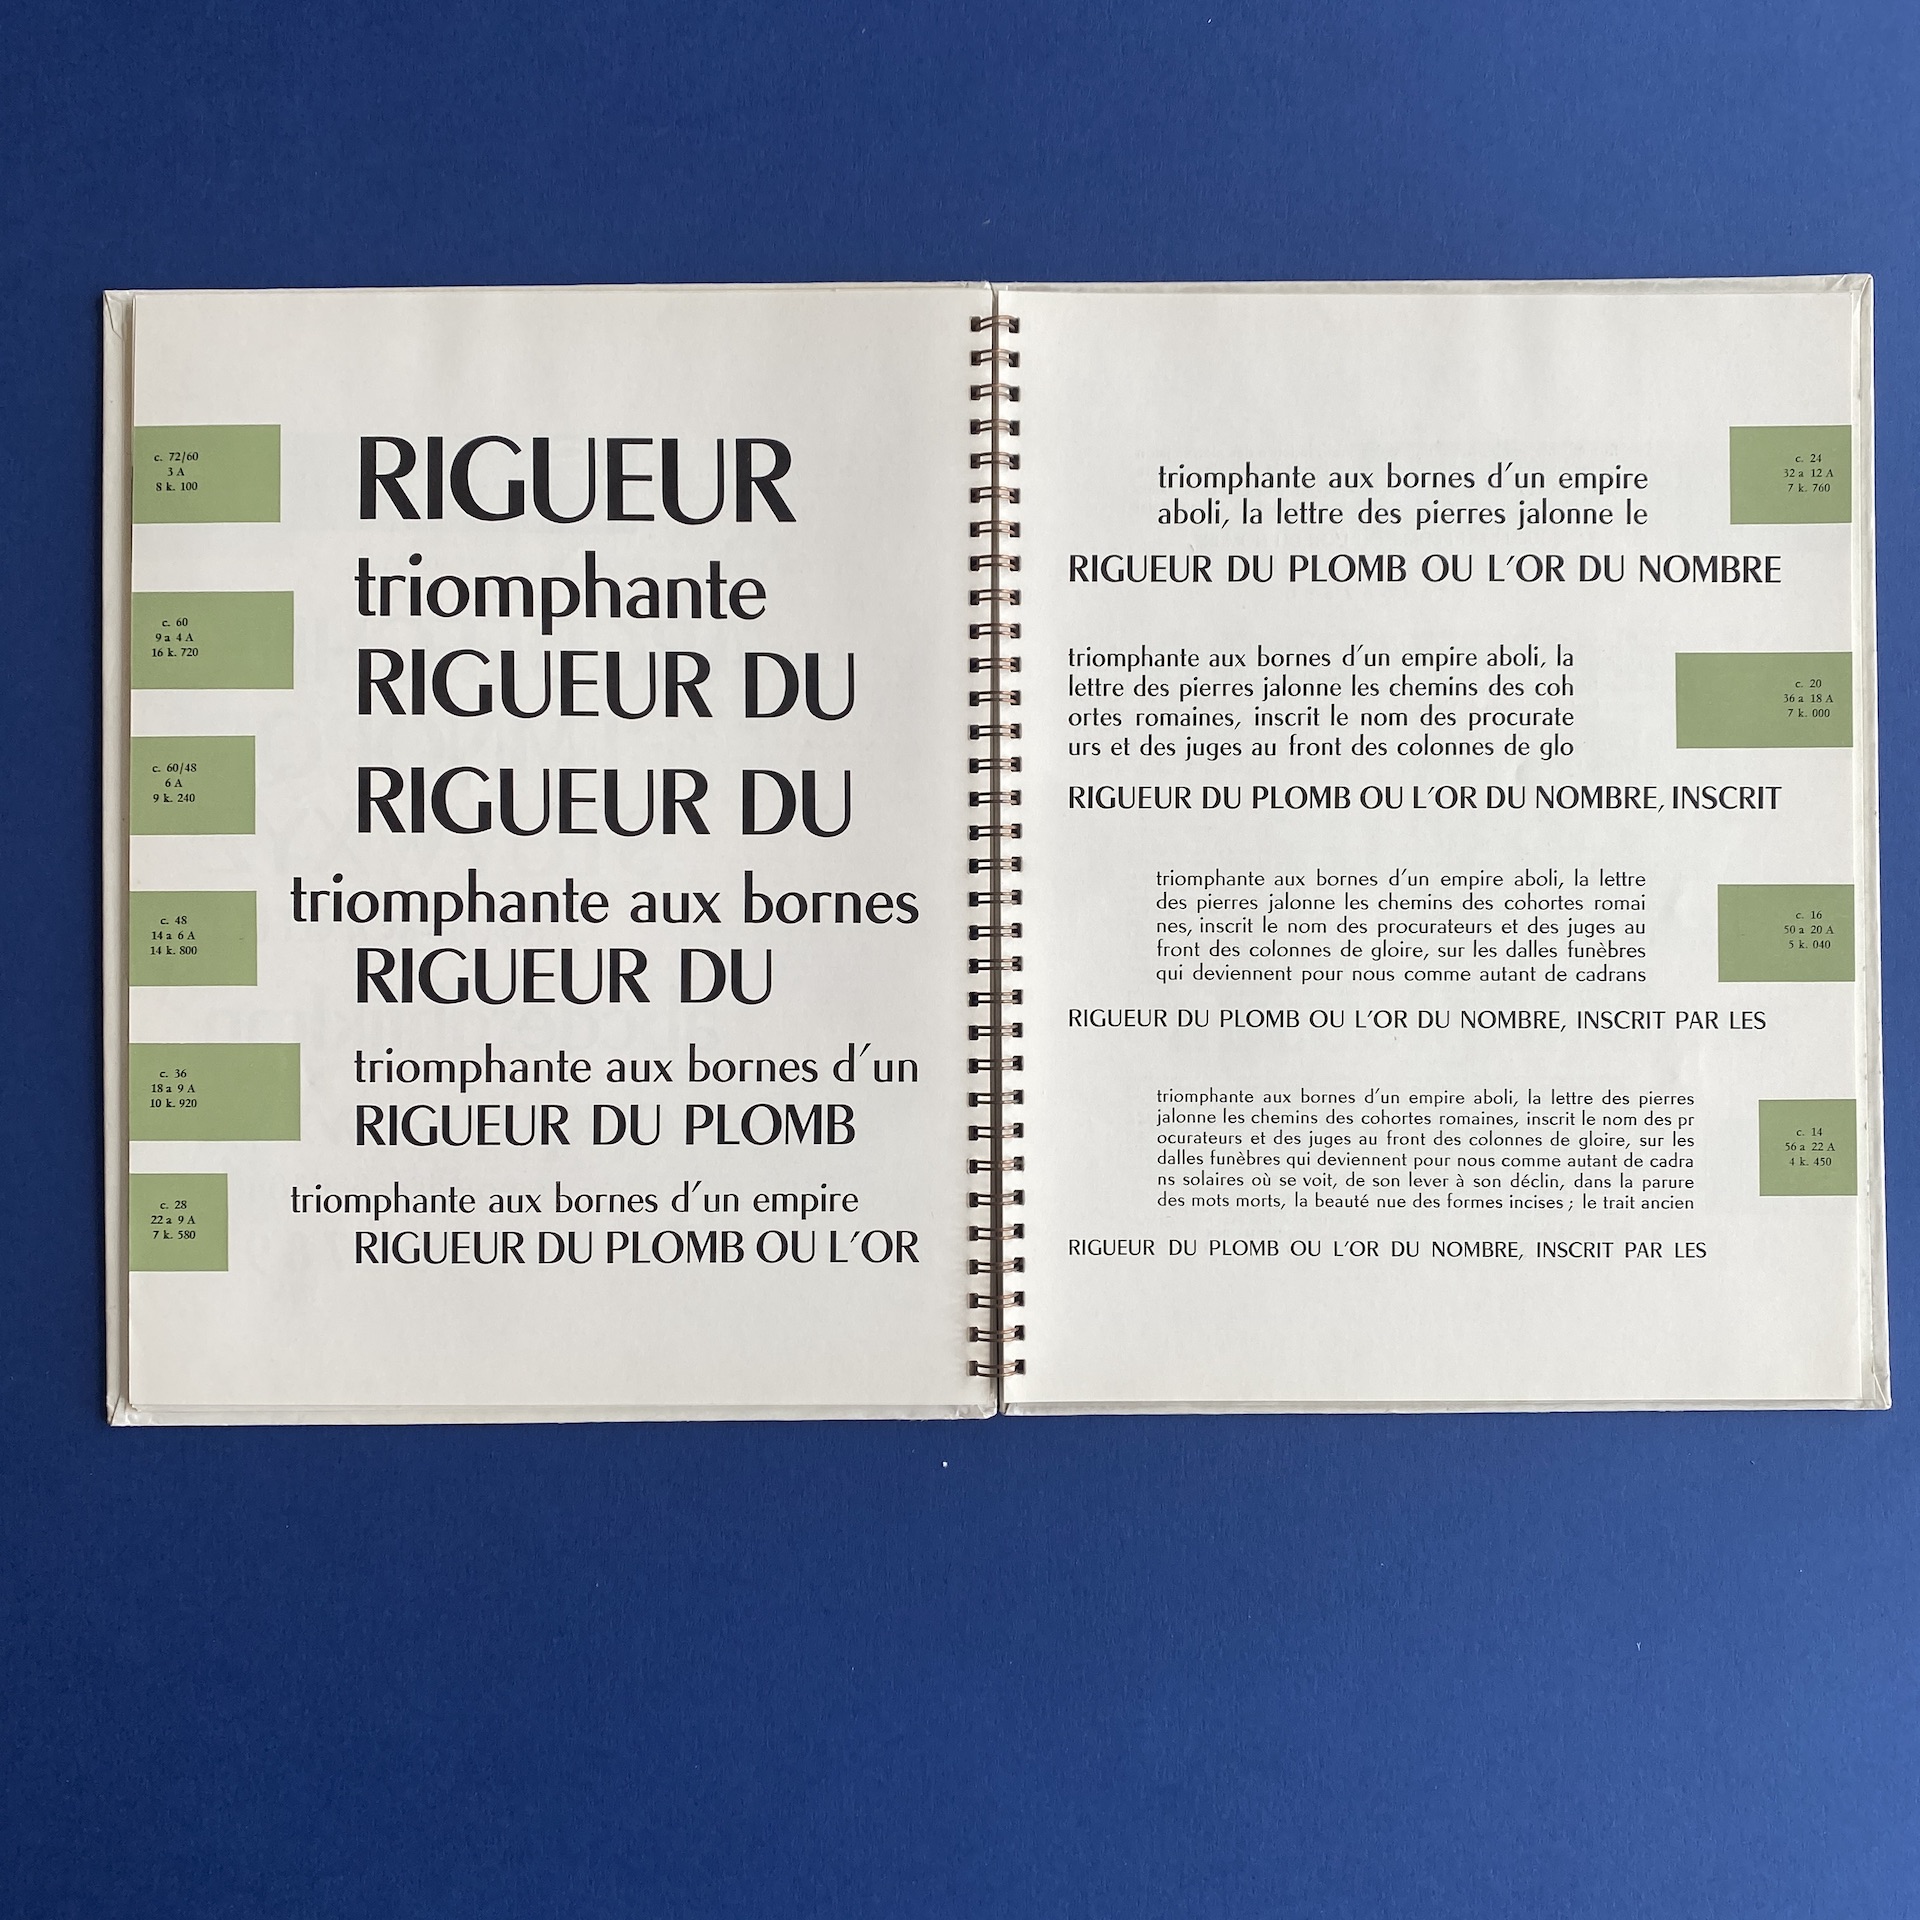 c. 72/60
3 A
8 k. 100
RIGUEUR
c. 60
9 a 4 A
16 k. 720
triomphante
RIGUEUR DU
c. 60/48
6 A
9 k. 240
RIGUEUR DU
c. 48
14 a 6 A
14 k. 800
triomphante aux bornes
RIGUEUR DU
c. 36
18 a 9 A
10 k. 920
triomphante aux bornes d'un
RIGUEUR DU PLOMB
c. 28
22 a 9 A
7 k. 580
triomphante aux bornes d'un empire
RIGUEUR DU PLOMB OU L'OR
triomphante aux bornes d'un empire
aboli, la lettre des pierres jalonne le
RIGUEUR DU PLOMB OU L'OR DU NOMBRE
c. 24
32 a 12 A
7 k. 760
triomphante aux bornes d'un empire aboli, la
lettre des pierres jalonne les chemins des coh
ortes romaines, inscrit le nom des procurate
urs et des juges au front des colonnes de glo
RIGUEUR DU PLOMB OU L'OR DU NOMBRE, INSCRIT
c. 20
36 a 18 A
7 k. 000
triomphante aux bornes d'un empire aboli, la lettre
des pierres jalonne les chemins des cohortes romai
nes, inscrit le nom des procurateurs et des juges au
front des colonnes de gloire, sur les dalles funèbres
qui deviennent pour nous comme autant de cadrans
RIGUEUR DU PLOMB OU L'OR DU NOMBRE, INSCRIT PAR LES
c. 16
50 a 20 A
5 k. 040
triomphante aux bornes d'un empire aboli, la lettre des pierres
jalonne les chemins des cohortes romaines, inscrit le nom des pr
ocurateurs et des juges au front des colonnes de gloire, sur les
dalles funèbres qui deviennent pour nous comme autant de cadra
ns solaires où se voit, de son lever à son déclin, dans la parure
des mots morts, la beauté nue des formes incises ; le trait ancien
RIGUEUR DU PLOMB OU L'OR DU NOMBRE, INSCRIT PAR LES
c. 14
56 a 22 A
4 k. 450